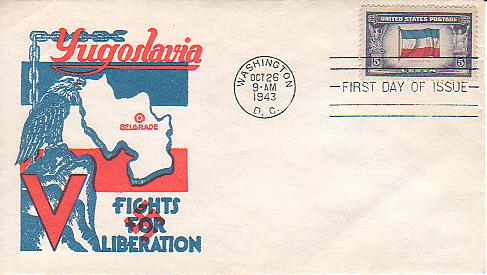 Yugoslavia
BELGRADE
V
FIGHTS
FOR
LIBERATION
WASHINGTON
OCT 26
9-AM
1943
D. C.
UNITED STATES POSTAGE
5 5
FIRST DAY OF ISSUE